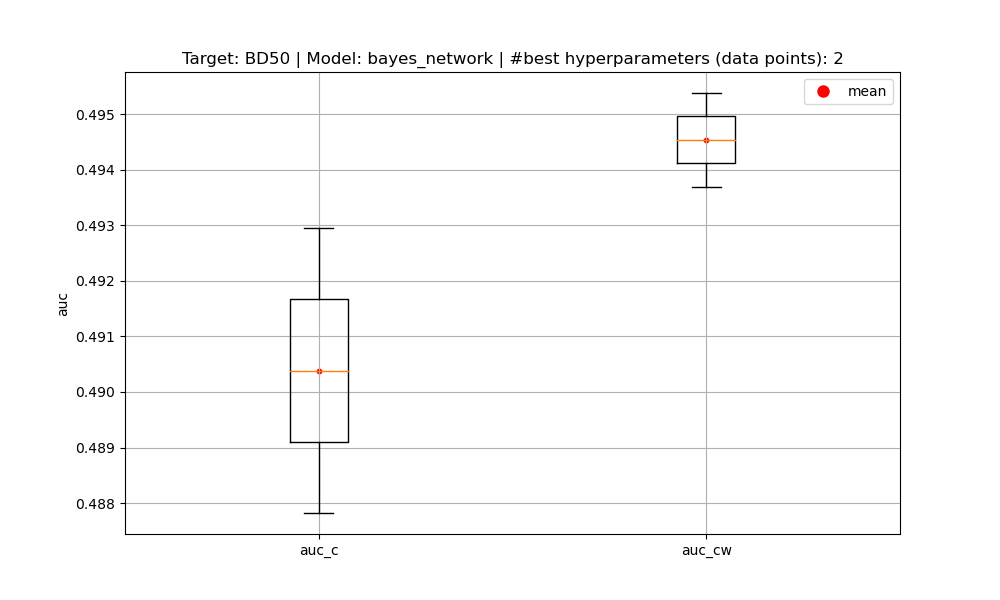 Target: BD50 | Model: bayes_network | #best hyperparameters (data points): 2
mean
0.495
0.494
0.493
0.492
0.491
0.490
0.489
0.488
auc
auc_c
auc_cw